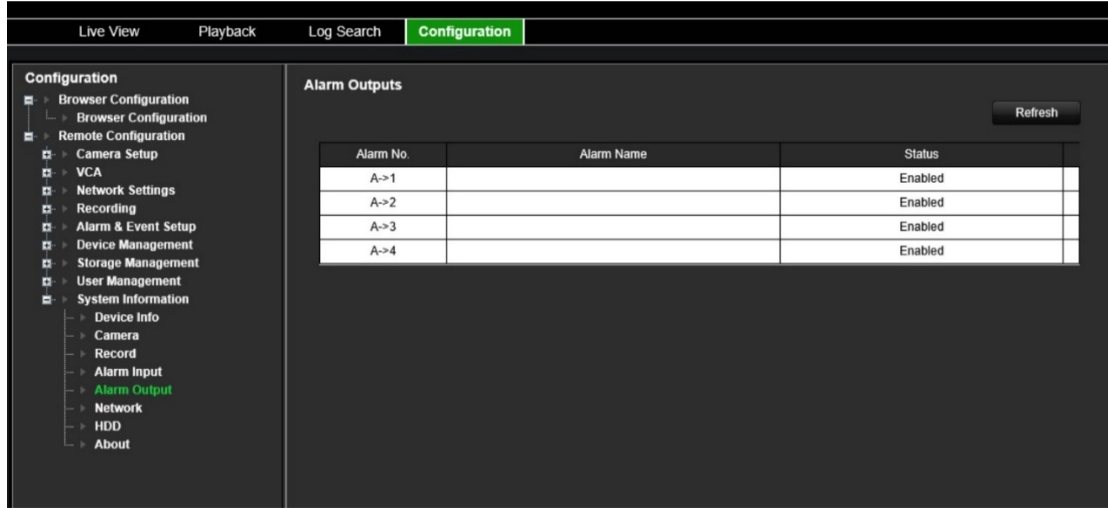 Live View Playback Log Search Configuration
Configuration
Browser Configuration
Browser Configuration
Remote Configuration
Camera Setup
VCA
Network Settings
Recording
Alarm & Event Setup
Device Management
Storage Management
User Management
System Information
Device Info
Camera
Record
Alarm Input
Alarm Output
Network
HDD
About
Alarm Outputs
Refresh
Alarm No. Alarm Name Status
A->1 Enabled
A->2 Enabled
A->3 Enabled
A->4 Enabled